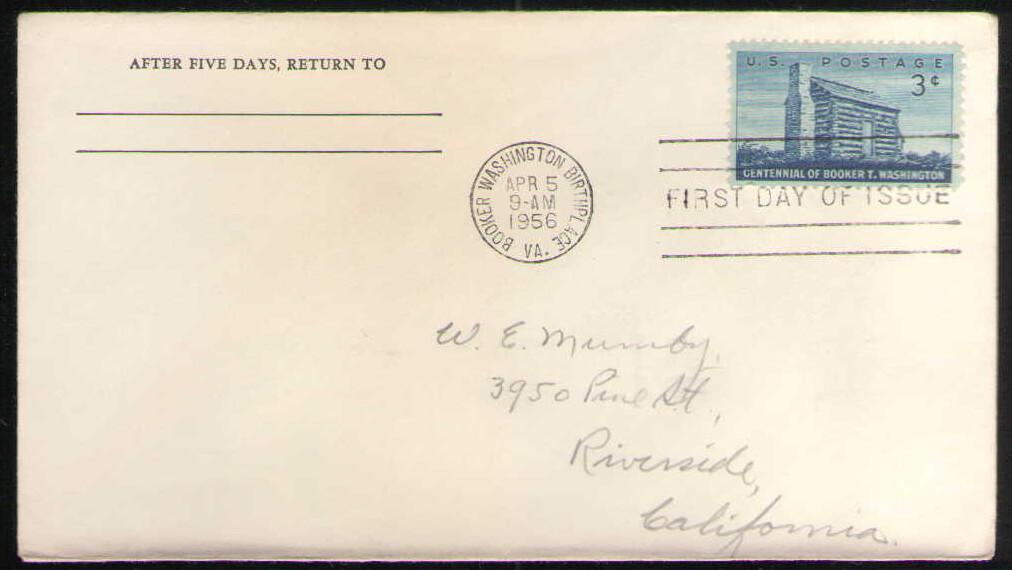 AFTER FIVE DAYS, RETURN TO
U.S. POSTAGE
3¢
CENTENNIAL OF BOOKER T. WASHINGTON
BOOKER WASHINGTON BIRTHPLACE
APR 5
9-AM
1956
VA.
FIRST DAY OF ISSUE
W. E. Mumby,
3950 Pine St.,
Riverside,
California.